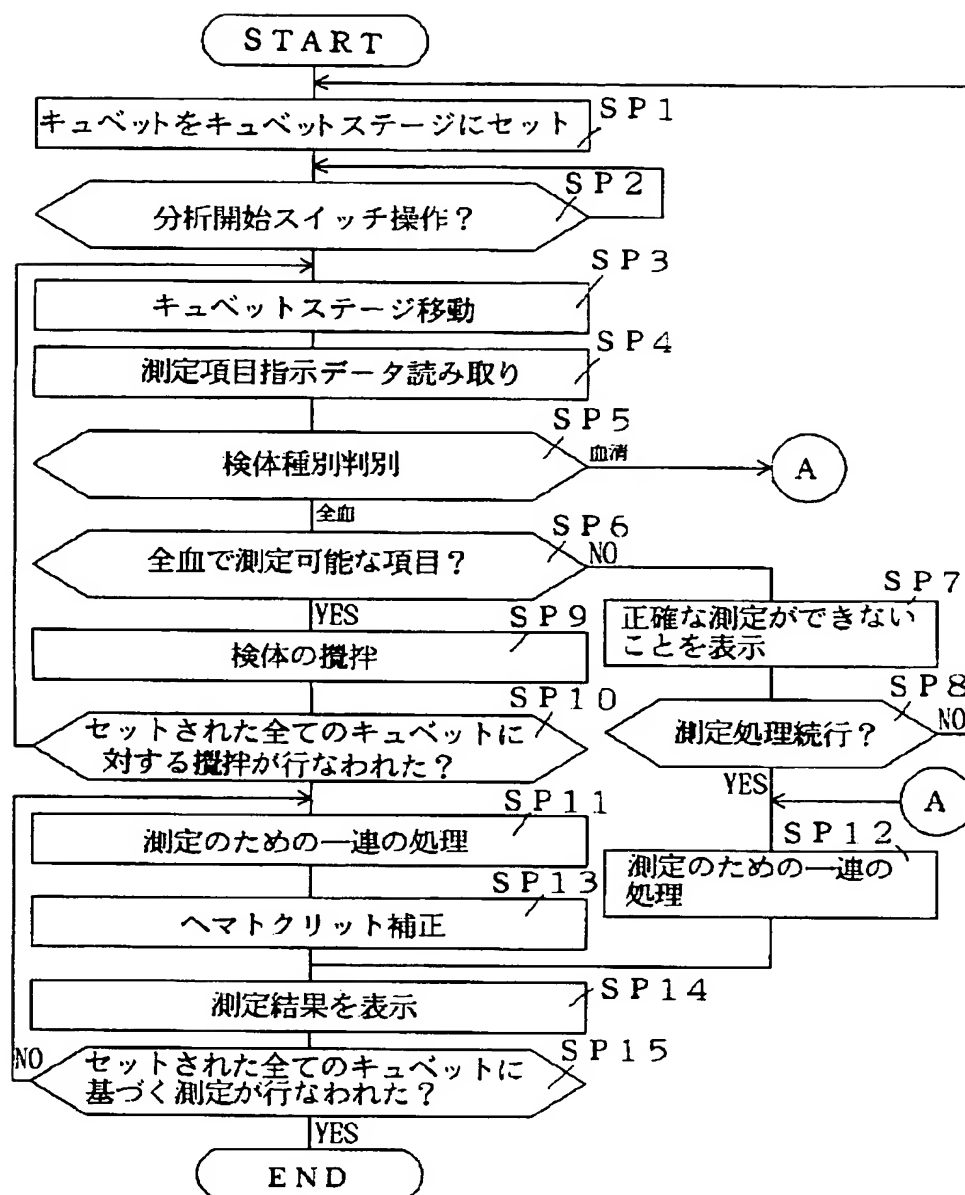 START
SP1
キュベットをキュベットステージにセット
SP2
分析開始スイッチ操作？
SP3
キュベットステージ移動
SP4
測定項目指示データ読み取り
SP5
検体種別判別
血清
A
全血
SP6
全血で測定可能な項目？
NO
YES
SP7
正確な測定ができない
ことを表示
SP9
検体の攪拌
SP8
測定処理続行？
NO
SP10
セットされた全てのキュベットに
対する攪拌が行なわれた？
YES
A
SP11
測定のための一連の処理
SP12
測定のための一連の
処理
SP13
ヘマトクリット補正
SP14
測定結果を表示
SP15
NO
セットされた全てのキュベットに
基づく測定が行なわれた？
YES
END